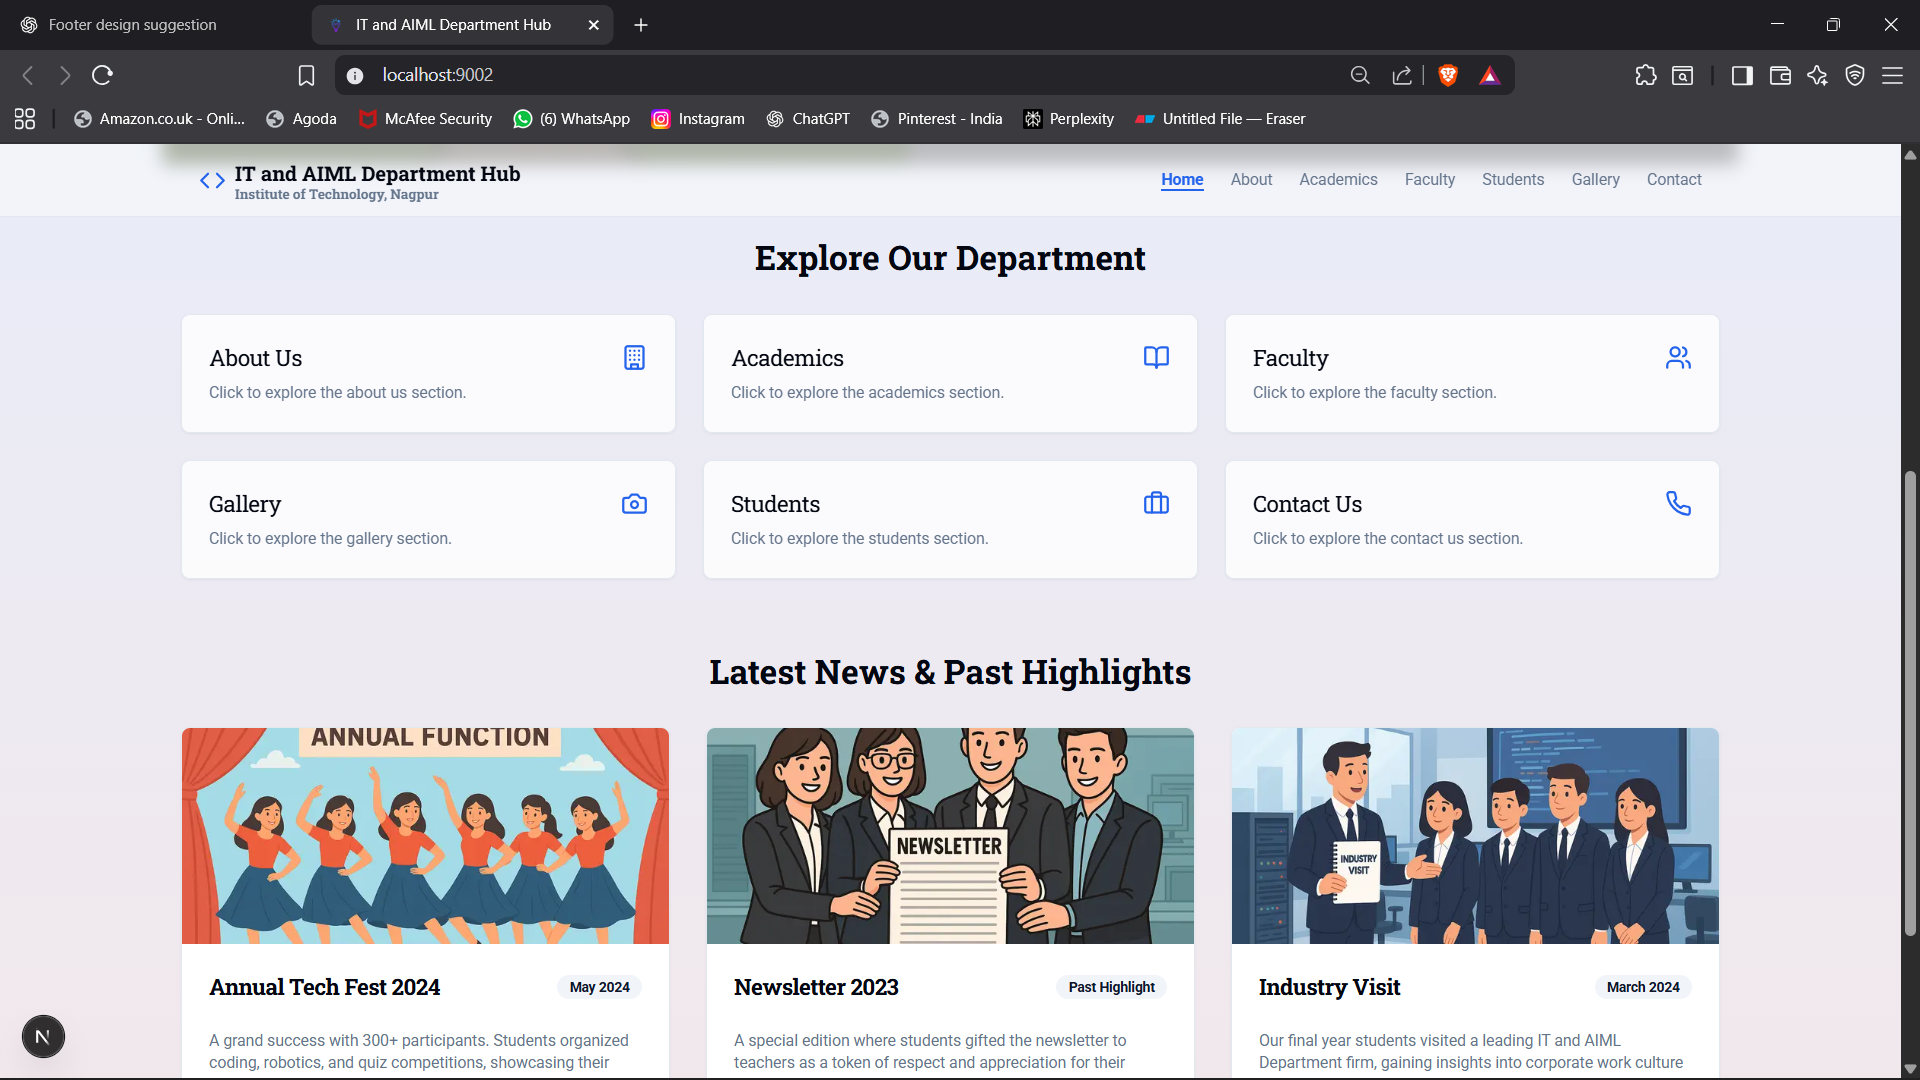 Footer design suggestion
IT and AIML Department Hub
localhost:9002
Amazon.co.uk - Onli...
Agoda
McAfee Security
(6) WhatsApp
Instagram
ChatGPT
Pinterest - India
Perplexity
Untitled File — Eraser
IT and AIML Department Hub
Institute of Technology, Nagpur
Home
About
Academics
Faculty
Students
Gallery
Contact
Explore Our Department
About Us
Click to explore the about us section.
Academics
Click to explore the academics section.
Faculty
Click to explore the faculty section.
Gallery
Click to explore the gallery section.
Students
Click to explore the students section.
Contact Us
Click to explore the contact us section.
Latest News & Past Highlights
ANNUAL FUNCTION
NEWSLETTER
INDUSTRY
VISIT
Annual Tech Fest 2024
May 2024
A grand success with 300+ participants. Students organized
coding, robotics, and quiz competitions, showcasing their
Newsletter 2023
Past Highlight
A special edition where students gifted the newsletter to
teachers as a token of respect and appreciation for their
Industry Visit
March 2024
Our final year students visited a leading IT and AIML
Department firm, gaining insights into corporate work culture
N